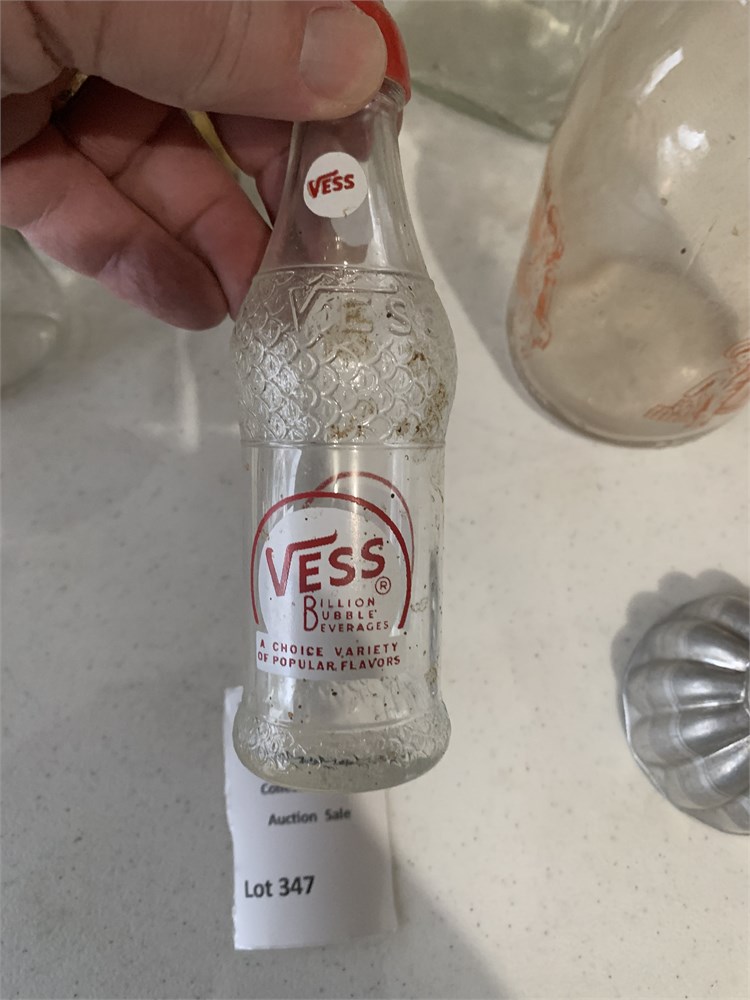 VESS
VESS
VESS®
BILLION
BUBBLE
BEVERAGES
A CHOICE VARIETY
OF POPULAR FLAVORS
Auction Sale
Lot 347